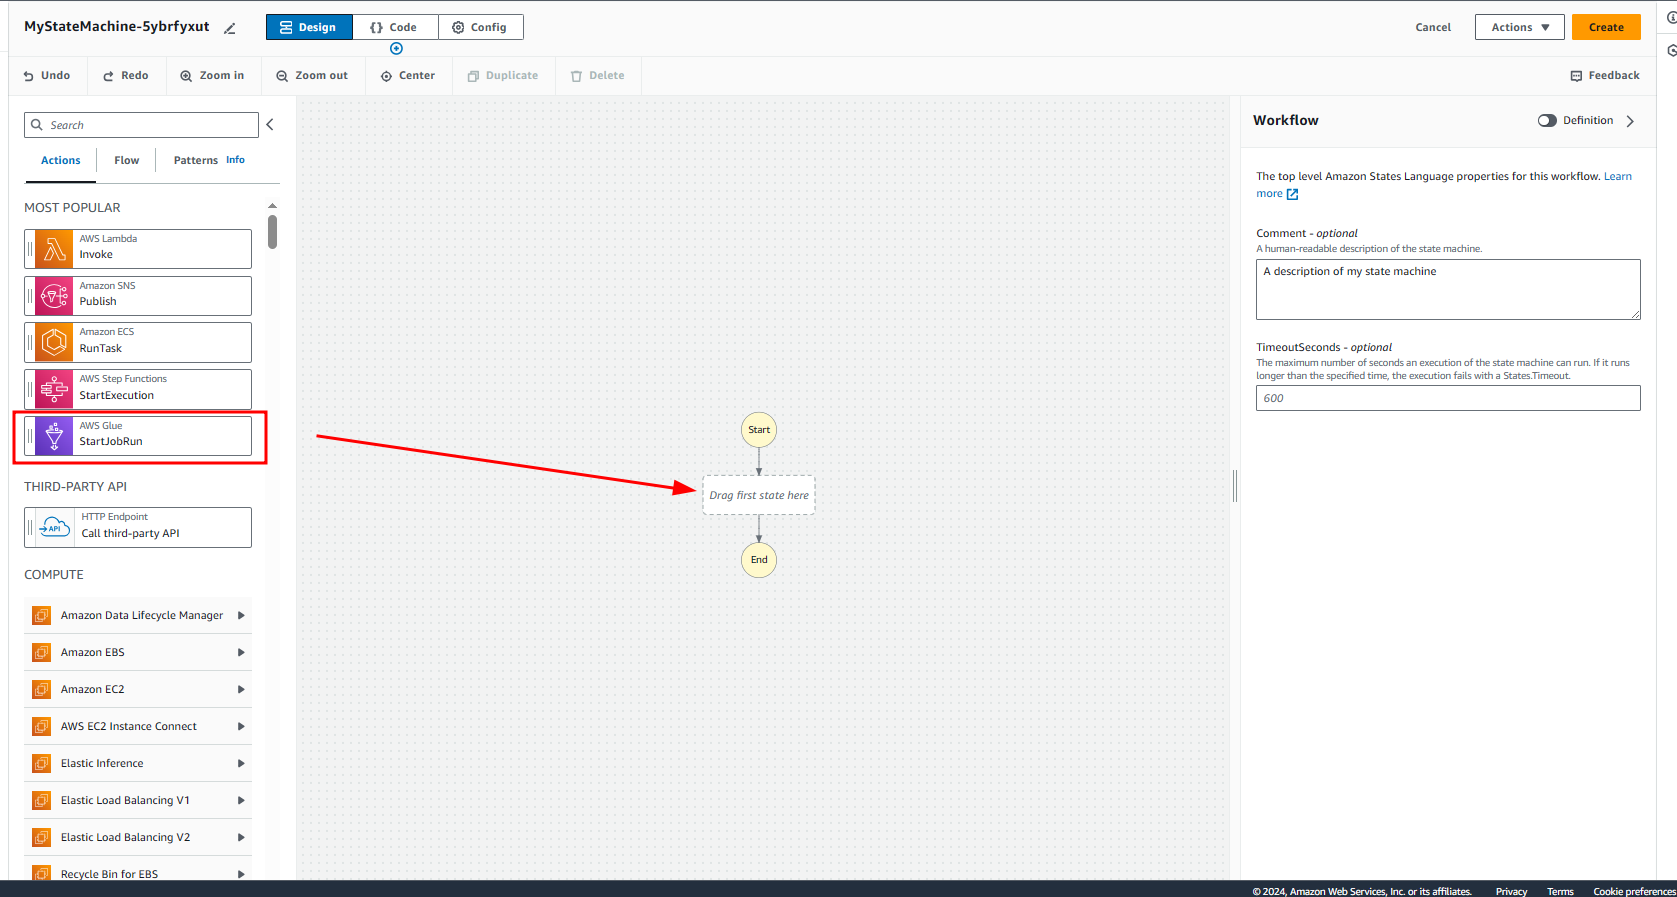 MyStateMachine-5ybrfyxut
Design
{} Code
Config
Cancel
Actions
Create
Undo
Redo
Zoom in
Zoom out
Center
Duplicate
Delete
Feedback
Search
Actions
Flow
Patterns Info
MOST POPULAR
AWS Lambda
Invoke
Amazon SNS
Publish
Amazon ECS
RunTask
AWS Step Functions
StartExecution
AWS Glue
StartJobRun
THIRD-PARTY API
API
HTTP Endpoint
Call third-party API
COMPUTE
Amazon Data Lifecycle Manager
Amazon EBS
Amazon EC2
AWS EC2 Instance Connect
Elastic Inference
Elastic Load Balancing V1
Elastic Load Balancing V2
Recycle Bin for EBS
Start
Drag first state here
End
Workflow
Definition
The top level Amazon States Language properties for this workflow. Learn
more
Comment - optional
A human-readable description of the state machine.
A description of my state machine
TimeoutSeconds - optional
The maximum number of seconds an execution of the state machine can run. If it runs
longer than the specified time, the execution fails with a States.Timeout.
600
© 2024, Amazon Web Services, Inc. or its affiliates.
Privacy
Terms
Cookie preferences